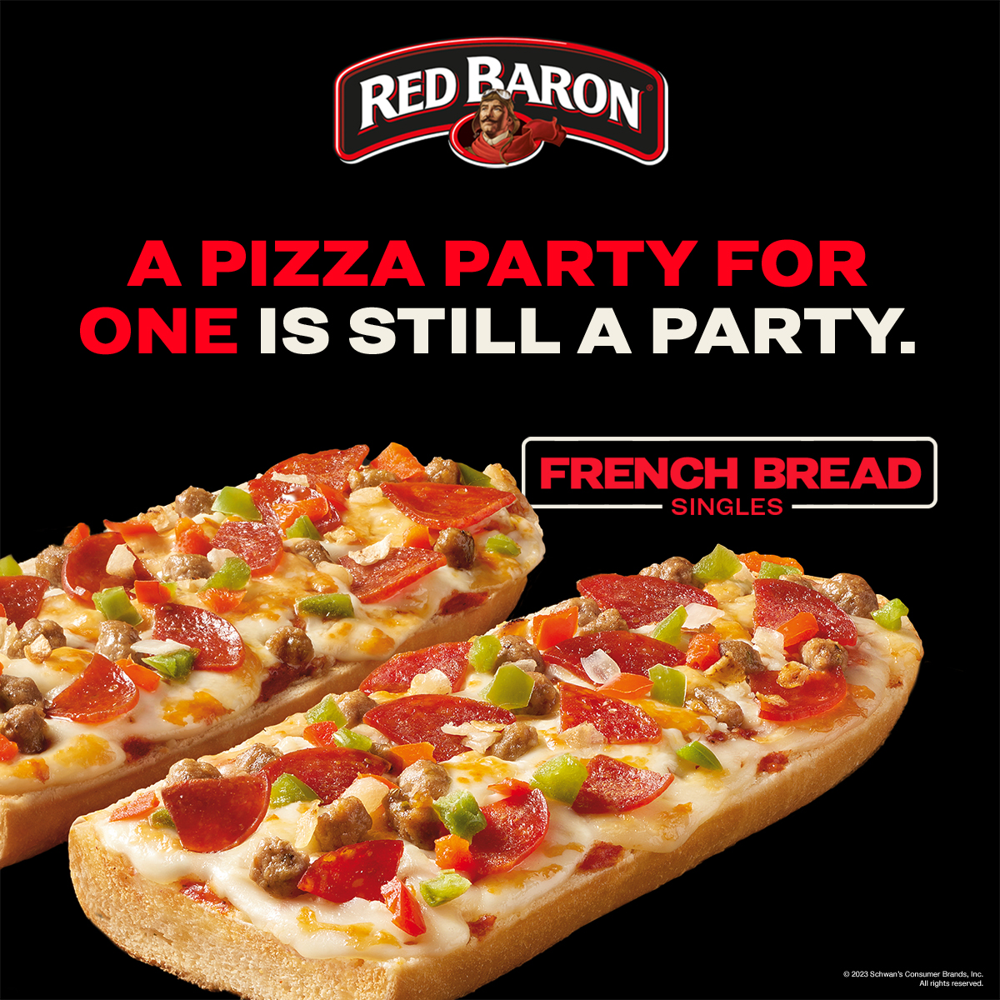 RED BARON®
A PIZZA PARTY FOR
ONE IS STILL A PARTY.
FRENCH BREAD
SINGLES
© 2023 Schwan's Consumer Brands, Inc.
All rights reserved.